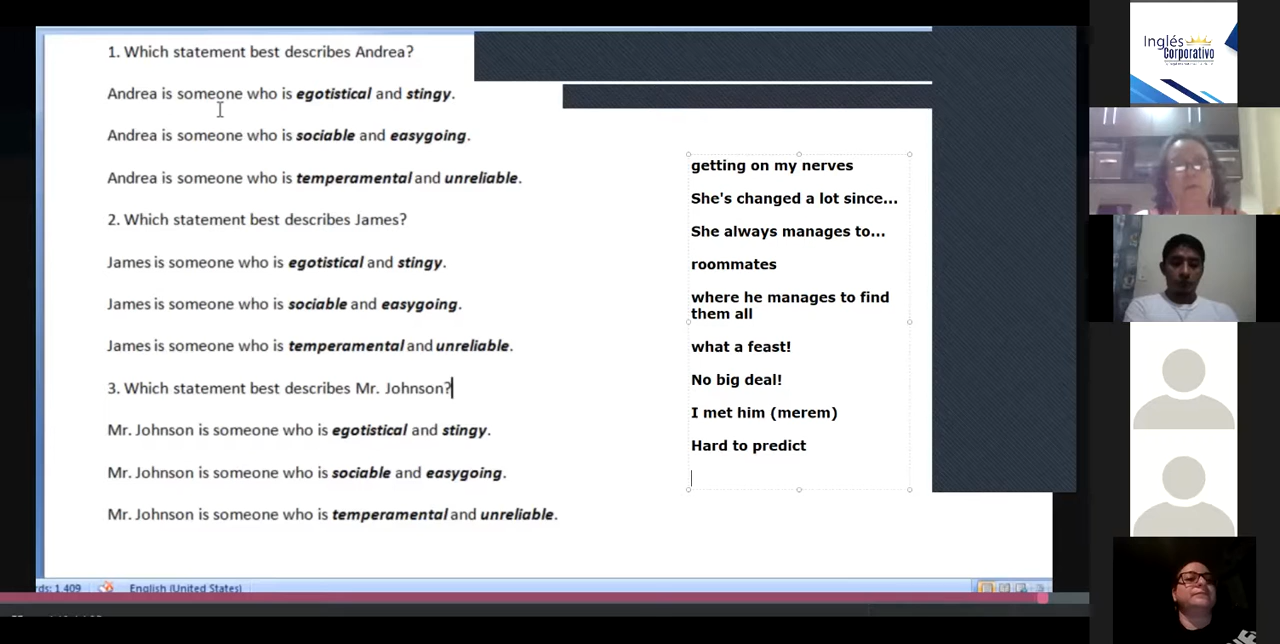 1. Which statement best describes Andrea?
Andrea is someone who is egotistical and stingy.
Andrea is someone who is sociable and easygoing.
Andrea is someone who is temperamental and unreliable.
2. Which statement best describes James?
James is someone who is egotistical and stingy.
James is someone who is sociable and easygoing.
James is someone who is temperamental and unreliable.
3. Which statement best describes Mr. Johnson?
Mr. Johnson is someone who is egotistical and stingy.
Mr. Johnson is someone who is sociable and easygoing.
Mr. Johnson is someone who is temperamental and unreliable.
getting on my nerves
She's changed a lot since...
She always manages to...
roommates
where he manages to find
them all
what a feast!
No big deal!
I met him (merem)
Hard to predict
1,409
English (United States)
Inglés
Corporativo